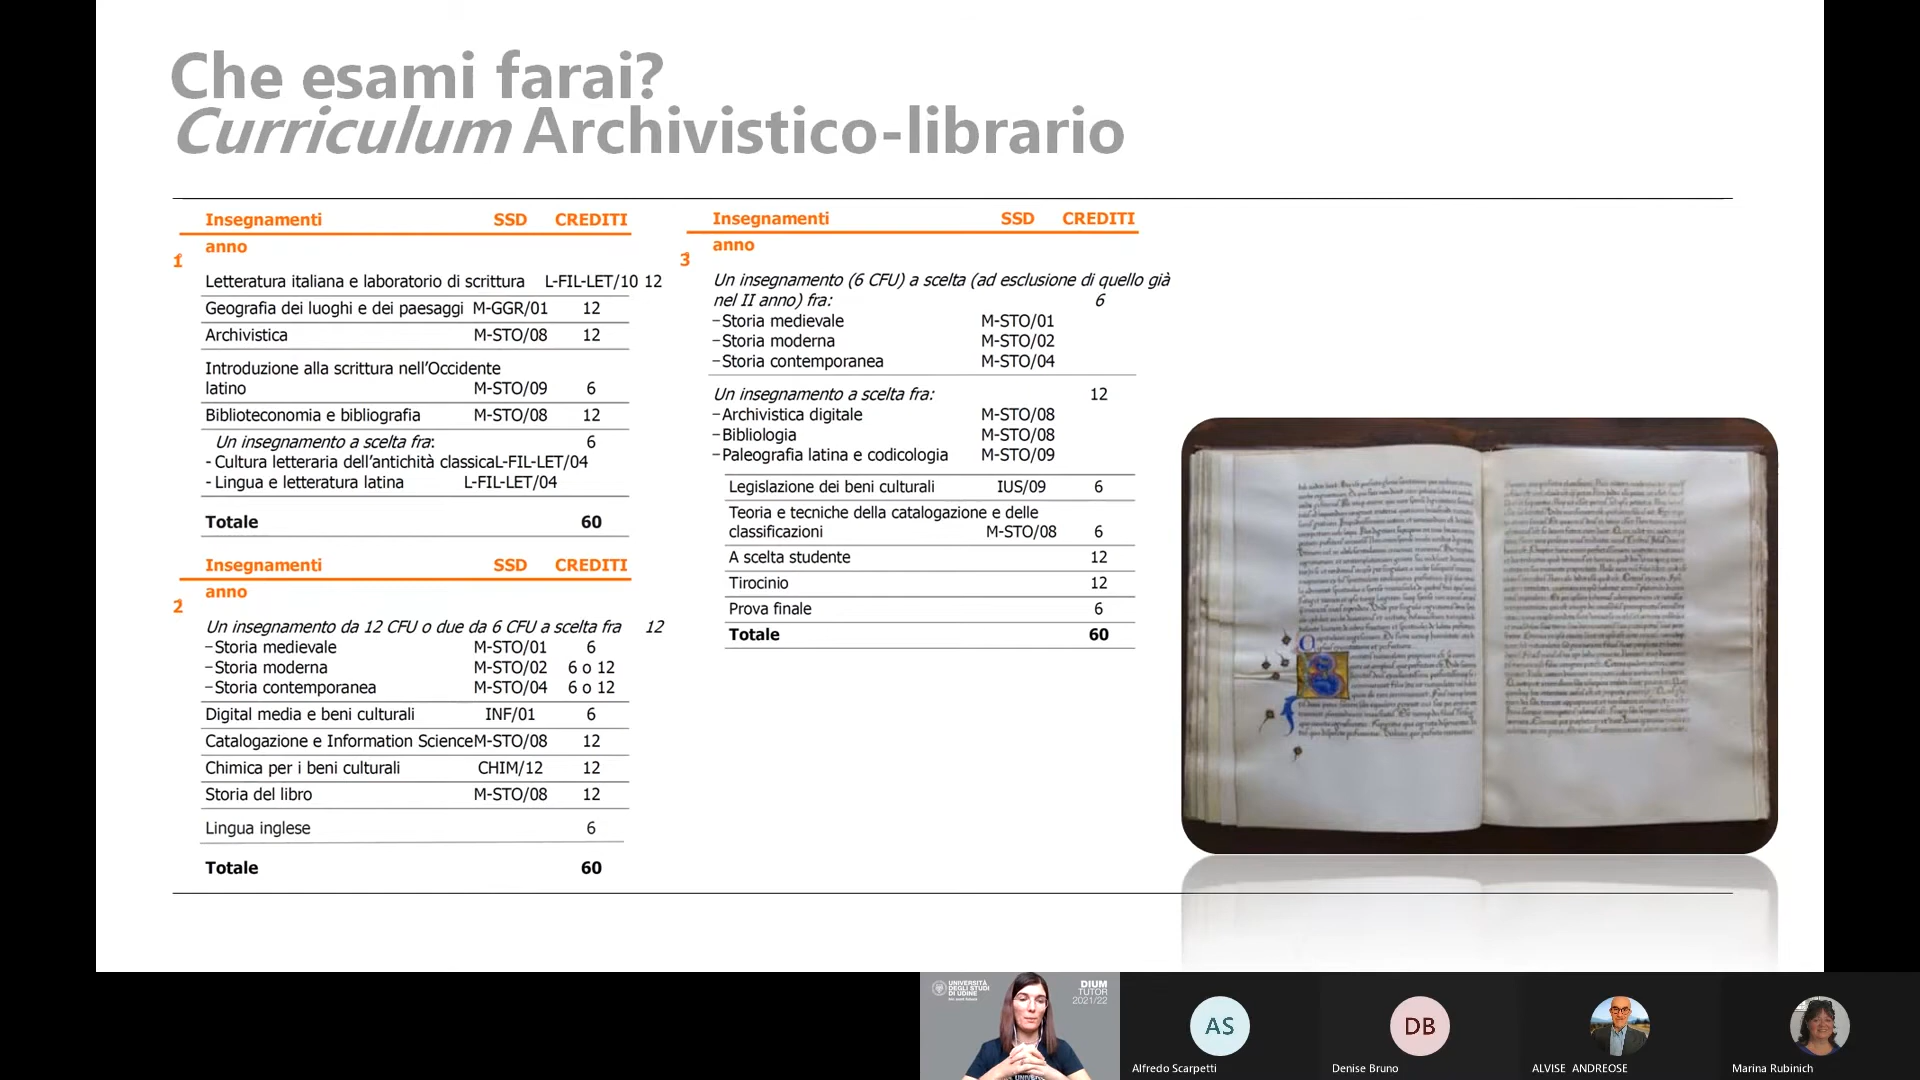 Che esami farai?
Curriculum Archivistico-librario
Insegnamenti SSD CREDITI
1° anno
Letteratura italiana e laboratorio di scrittura L-FIL-LET/10 12
Geografia dei luoghi e dei paesaggi M-GGR/01 12
Archivistica M-STO/08 12
Introduzione alla scrittura nell’Occidente
latino M-STO/09 6
Biblioteconomia e bibliografia M-STO/08 12
Un insegnamento a scelta fra: 6
- Cultura letteraria dell’antichità classicaL-FIL-LET/04
- Lingua e letteratura latina L-FIL-LET/04
Totale 60
Insegnamenti SSD CREDITI
2° anno
Un insegnamento da 12 CFU o due da 6 CFU a scelta fra 12
–Storia medievale M-STO/01 6
–Storia moderna M-STO/02 6 o 12
–Storia contemporanea M-STO/04 6 o 12
Digital media e beni culturali INF/01 6
Catalogazione e Information ScienceM-STO/08 12
Chimica per i beni culturali CHIM/12 12
Storia del libro M-STO/08 12
Lingua inglese 6
Totale 60
Insegnamenti SSD CREDITI
3° anno
Un insegnamento (6 CFU) a scelta (ad esclusione di quello già
nel II anno) fra: 6
–Storia medievale M-STO/01
–Storia moderna M-STO/02
–Storia contemporanea M-STO/04
Un insegnamento a scelta fra: 12
–Archivistica digitale M-STO/08
–Bibliologia M-STO/08
–Paleografia latina e codicologia M-STO/09
Legislazione dei beni culturali IUS/09 6
Teoria e tecniche della catalogazione e delle
classificazioni M-STO/08 6
A scelta studente 12
Tirocinio 12
Prova finale 6
Totale 60
UNIVERSITÀ
DEGLI STUDI
DI UDINE
DIUM
TUTOR
2021/22
AS
DB
Alfredo Scarpetti
Denise Bruno
ALVISE ANDREOSE
Marina Rubinich